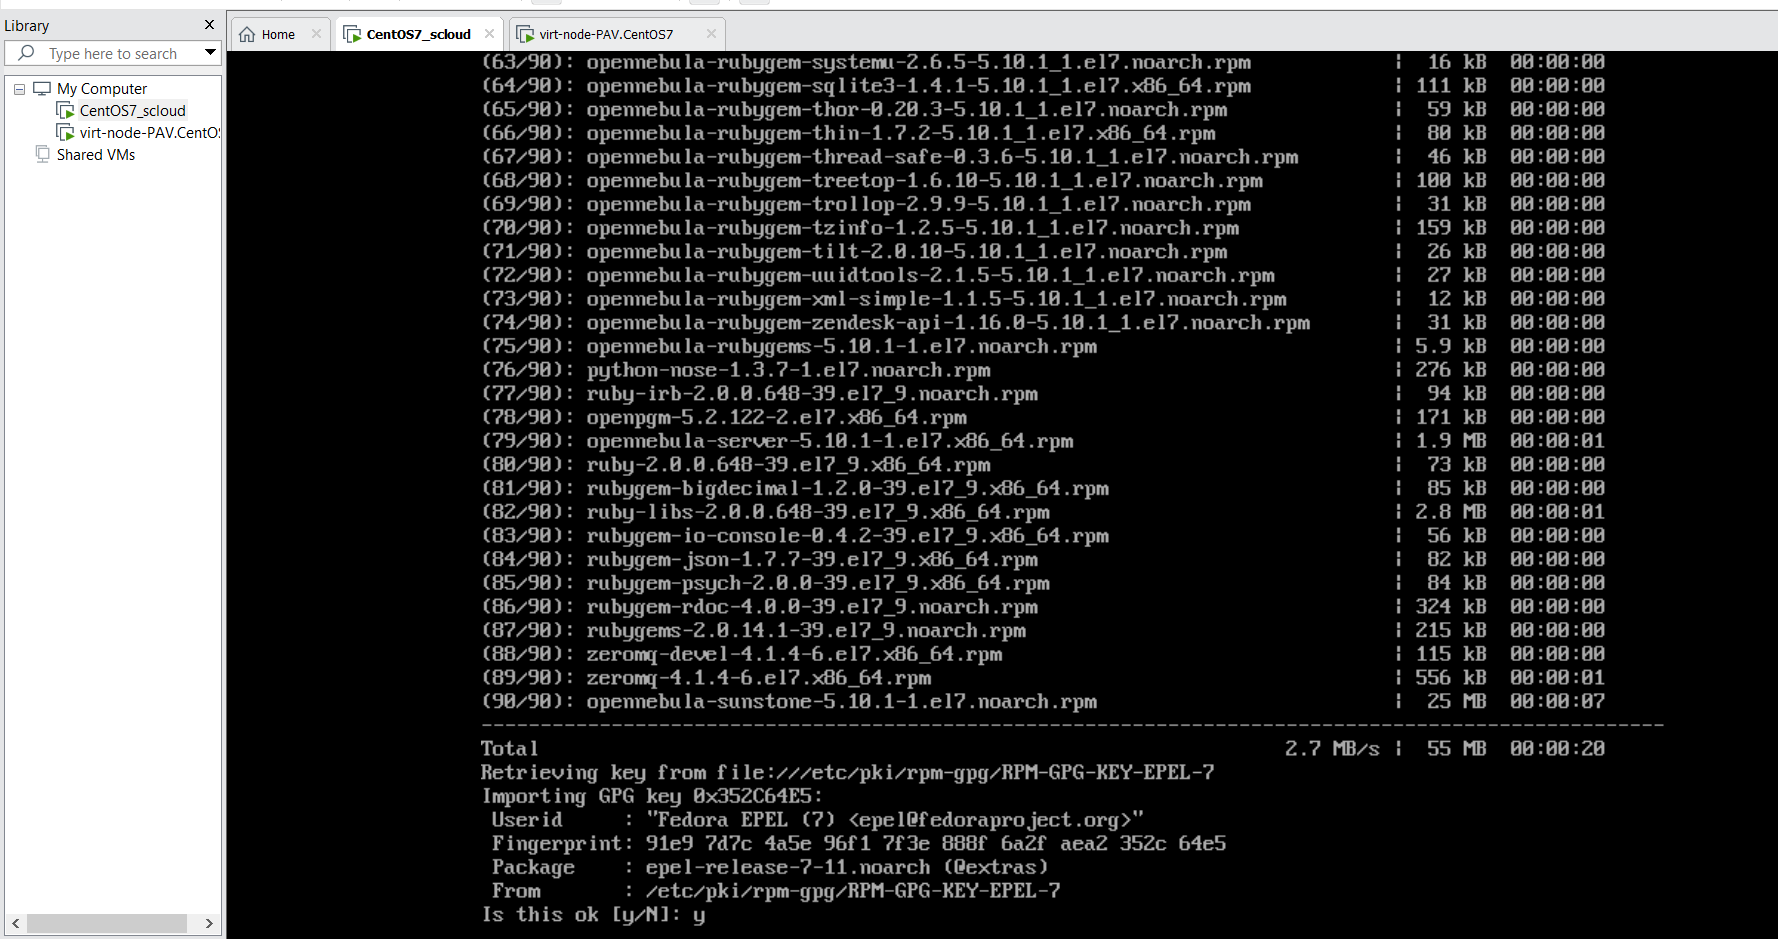 Library X
Type here to search
My Computer
CentOS7_scloud
virt-node-PAV.CentO
Shared VMs
Home CentOS7_scloud virt-node-PAV.CentOS7
(63/90): opennebula-rubygem-systemu-2.6.5-5.10.1_1.el7.noarch.rpm ¦ 16 kB 00:00:00
(64/90): opennebula-rubygem-sqlite3-1.4.1-5.10.1_1.el7.x86_64.rpm ¦ 111 kB 00:00:00
(65/90): opennebula-rubygem-thor-0.20.3-5.10.1_1.el7.noarch.rpm ¦ 59 kB 00:00:00
(66/90): opennebula-rubygem-thin-1.7.2-5.10.1_1.el7.x86_64.rpm ¦ 80 kB 00:00:00
(67/90): opennebula-rubygem-thread-safe-0.3.6-5.10.1_1.el7.noarch.rpm ¦ 46 kB 00:00:00
(68/90): opennebula-rubygem-treetop-1.6.10-5.10.1_1.el7.noarch.rpm ¦ 100 kB 00:00:00
(69/90): opennebula-rubygem-trollop-2.9.9-5.10.1_1.el7.noarch.rpm ¦ 31 kB 00:00:00
(70/90): opennebula-rubygem-tzinfo-1.2.5-5.10.1_1.el7.noarch.rpm ¦ 159 kB 00:00:00
(71/90): opennebula-rubygem-tilt-2.0.10-5.10.1_1.el7.noarch.rpm ¦ 26 kB 00:00:00
(72/90): opennebula-rubygem-uuidtools-2.1.5-5.10.1_1.el7.noarch.rpm ¦ 27 kB 00:00:00
(73/90): opennebula-rubygem-xml-simple-1.1.5-5.10.1_1.el7.noarch.rpm ¦ 12 kB 00:00:00
(74/90): opennebula-rubygem-zendesk-api-1.16.0-5.10.1_1.el7.noarch.rpm ¦ 31 kB 00:00:00
(75/90): opennebula-rubygems-5.10.1-1.el7.noarch.rpm ¦ 5.9 kB 00:00:00
(76/90): python-nose-1.3.7-1.el7.noarch.rpm ¦ 276 kB 00:00:00
(77/90): ruby-irb-2.0.0.648-39.el7_9.noarch.rpm ¦ 94 kB 00:00:00
(78/90): openpgm-5.2.122-2.el7.x86_64.rpm ¦ 171 kB 00:00:00
(79/90): opennebula-server-5.10.1-1.el7.x86_64.rpm ¦ 1.9 MB 00:00:01
(80/90): ruby-2.0.0.648-39.el7_9.x86_64.rpm ¦ 73 kB 00:00:00
(81/90): rubygem-bigdecimal-1.2.0-39.el7_9.x86_64.rpm ¦ 85 kB 00:00:00
(82/90): ruby-libs-2.0.0.648-39.el7_9.x86_64.rpm ¦ 2.8 MB 00:00:01
(83/90): rubygem-io-console-0.4.2-39.el7_9.x86_64.rpm ¦ 56 kB 00:00:00
(84/90): rubygem-json-1.7.7-39.el7_9.x86_64.rpm ¦ 82 kB 00:00:00
(85/90): rubygem-psych-2.0.0-39.el7_9.x86_64.rpm ¦ 84 kB 00:00:00
(86/90): rubygem-rdoc-4.0.0-39.el7_9.noarch.rpm ¦ 324 kB 00:00:00
(87/90): rubygems-2.0.14.1-39.el7_9.noarch.rpm ¦ 215 kB 00:00:00
(88/90): zeromq-devel-4.1.4-6.el7.x86_64.rpm ¦ 115 kB 00:00:00
(89/90): zeromq-4.1.4-6.el7.x86_64.rpm ¦ 556 kB 00:00:01
(90/90): opennebula-sunstone-5.10.1-1.el7.noarch.rpm ¦ 25 MB 00:00:07
Total 2.7 MB/s ¦ 55 MB 00:00:20
Retrieving key from file:///etc/pki/rpm-gpg/RPM-GPG-KEY-EPEL-7
Importing GPG key 0x352C64E5:
Userid : "Fedora EPEL (7) <epel@fedoraproject.org>"
Fingerprint: 91e9 7d7c 4a5e 96f1 7f3e 888f 6a2f aea2 352c 64e5
Package : epel-release-7-11.noarch (@extras)
From : /etc/pki/rpm-gpg/RPM-GPG-KEY-EPEL-7
Is this ok [y/N]: y